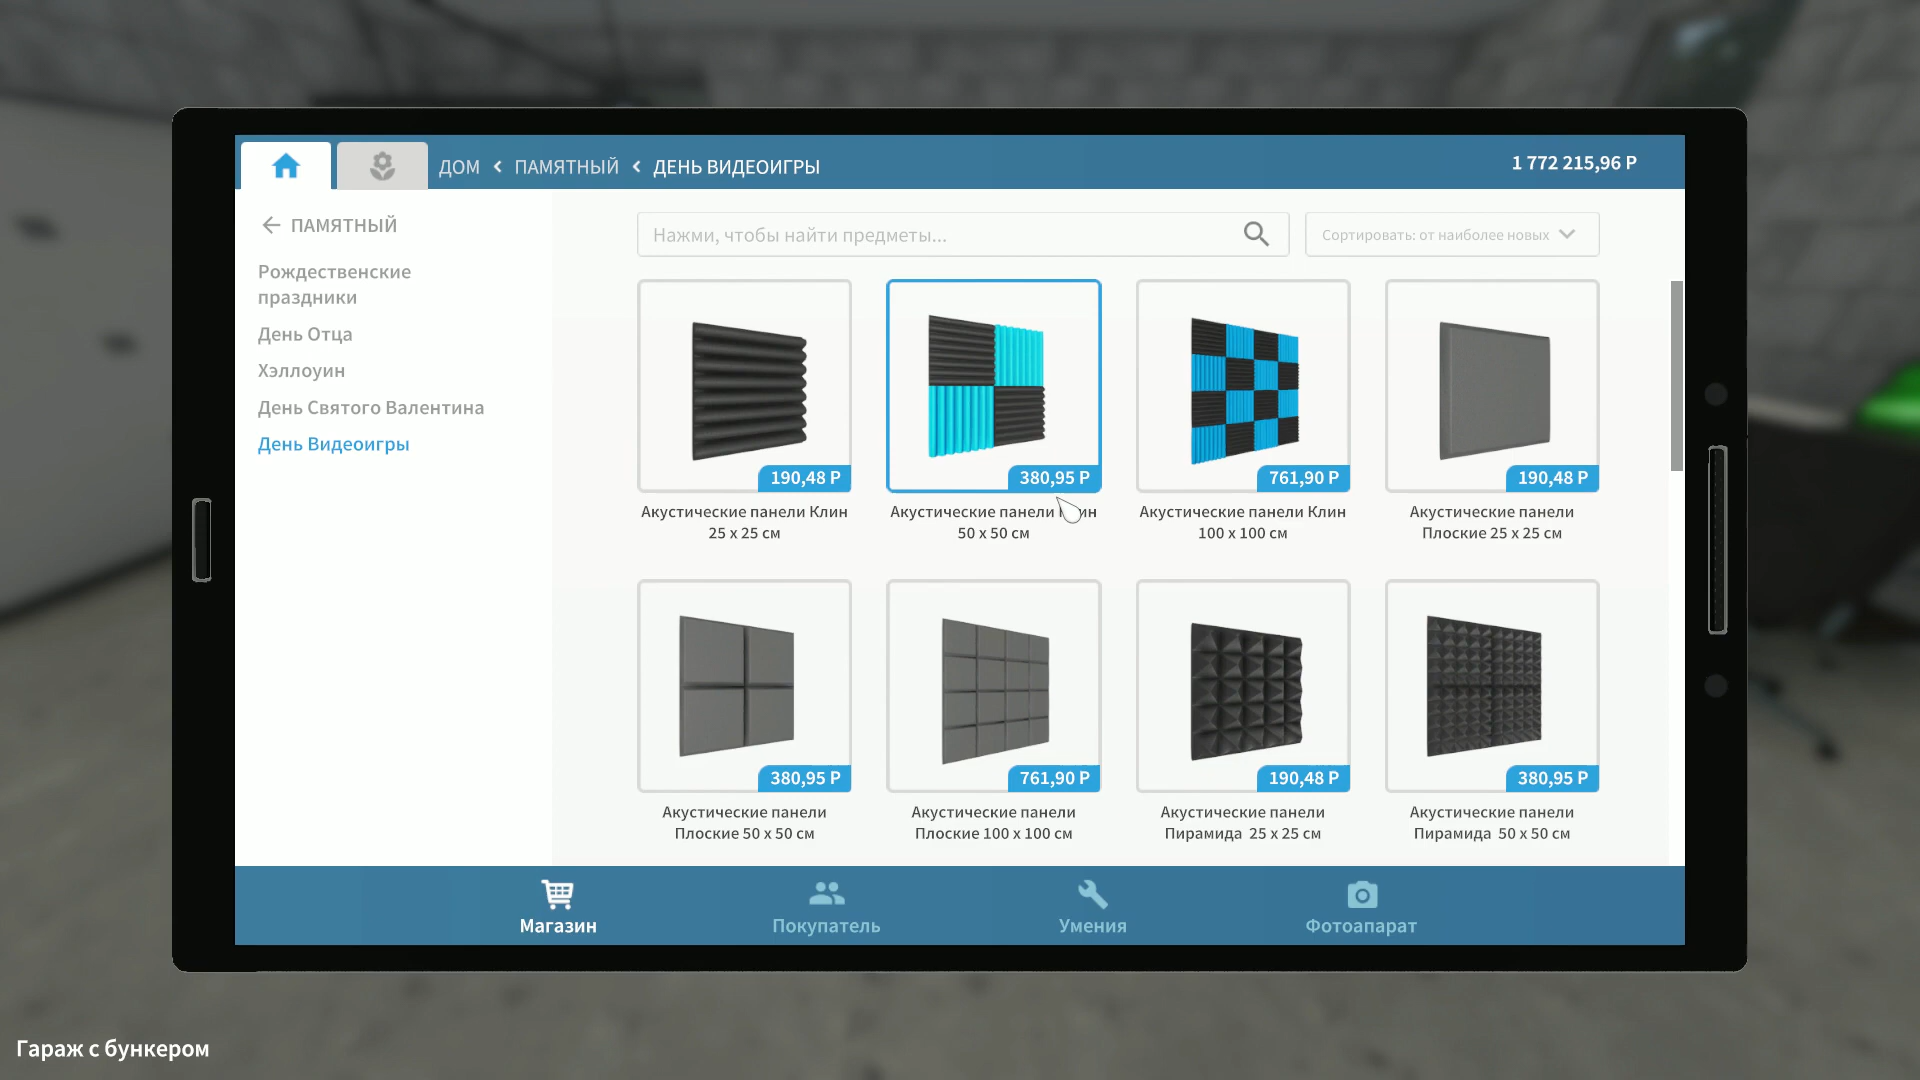 ДОМ < ПАМЯТНЫЙ < ДЕНЬ ВИДЕОИГРЫ
1 772 215,96 Р
ПАМЯТНЫЙ
Рождественские
праздники
День Отца
Хэллоуин
День Святого Валентина
День Видеоигры
Нажми, чтобы найти предметы...
Сортировать: от наиболее новых
190,48 Р
Акустические панели Клин
25 x 25 см
380,95 Р
Акустические панели Клин
50 x 50 см
761,90 Р
Акустические панели Клин
100 x 100 см
190,48 Р
Акустические панели
Плоские 25 x 25 см
380,95 Р
Акустические панели
Плоские 50 x 50 см
761,90 Р
Акустические панели
Плоские 100 x 100 см
190,48 Р
Акустические панели
Пирамида 25 x 25 см
380,95 Р
Акустические панели
Пирамида 50 x 50 см
Магазин
Покупатель
Умения
Фотоапарат
Гараж с бункером